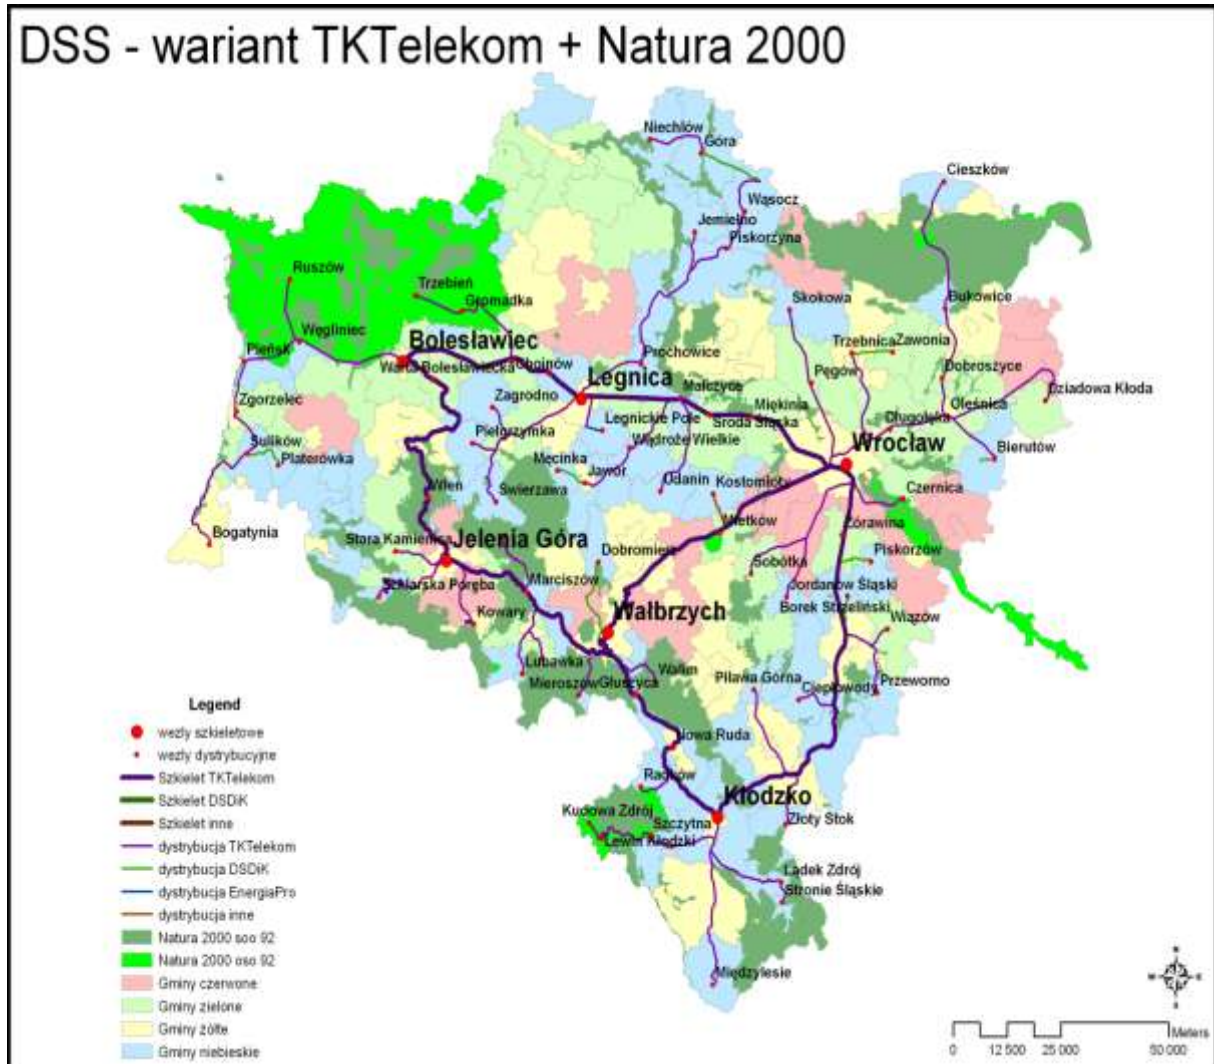 DSS - wariant TKTelekom + Natura 2000
Niechlów
Góra
Cieszków
Wąsocz
Jemielno
Piskorzyna
Ruszów
Trzebień
Gromadka
Skokowa
Bukowice
Węgliniec
Bolesławiec
Trzebnica
Zawonia
Pieńsk
Prochowice
Warta Bolesławiecka
Chojnów
Legnica
Malczyce
Pęgów
Dobroszyce
Dziadowa Kłoda
Zgorzelec
Zagrodno
Legnickie Pole
Miękinia
Środa Śląska
Długołęka
Oleśnica
Sulików
Pielgrzymka
Wądroże Wielkie
Wrocław
Platerówka
Męcinka
Jawor
Bierutów
Udanin
Kostomłoty
Wleń
Świerzawa
Czernica
Mietków
Żórawina
Bogatynia
Stara Kamienica
Jelenia Góra
Dobromierz
Piskorzów
Sobótka
Szklarska Poręba
Marciszów
Jordanów Śląski
Borek Strzeliński
Kowary
Wałbrzych
Wiązów
Lubawka
Walim
Mieroszów
Głuszyca
Piława Górna
Ciepłowody
Przeworno
Nowa Ruda
Radków
Kłodzko
Kudowa Zdrój
Szczytna
Złoty Stok
Lewin Kłodzki
Lądek Zdrój
Stronie Śląskie
Międzylesie
Legend
wezly szkieletowe
wezly dystrybucyjne
Szkielet TKTelekom
Szkielet DSDiK
Szkielet inne
dystrybucja TKTelekom
dystrybucja DSDiK
dystrybucja EnergiaPro
dystrybucja inne
Natura 2000 soo 92
Natura 2000 oso 92
Gminy czerwone
Gminy zielone
Gminy żółte
Gminy niebieskie
N
W
E
S
Meters
0 12 500 25 000 50 000